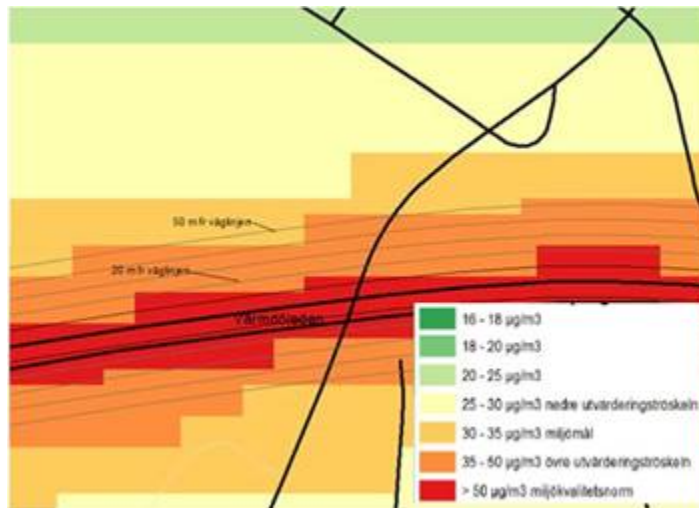 50 m fr väglinjen
20 m fr väglinjen
Värmdöleden
16 - 18 µg/m3
18 - 20 µg/m3
20 - 25 µg/m3
25 - 30 µg/m3 nedre utvärderingströskeln
30 - 35 µg/m3 miljömål
35 - 50 µg/m3 övre utvärderingströskeln
> 50 µg/m3 miljökvalitetsnorm